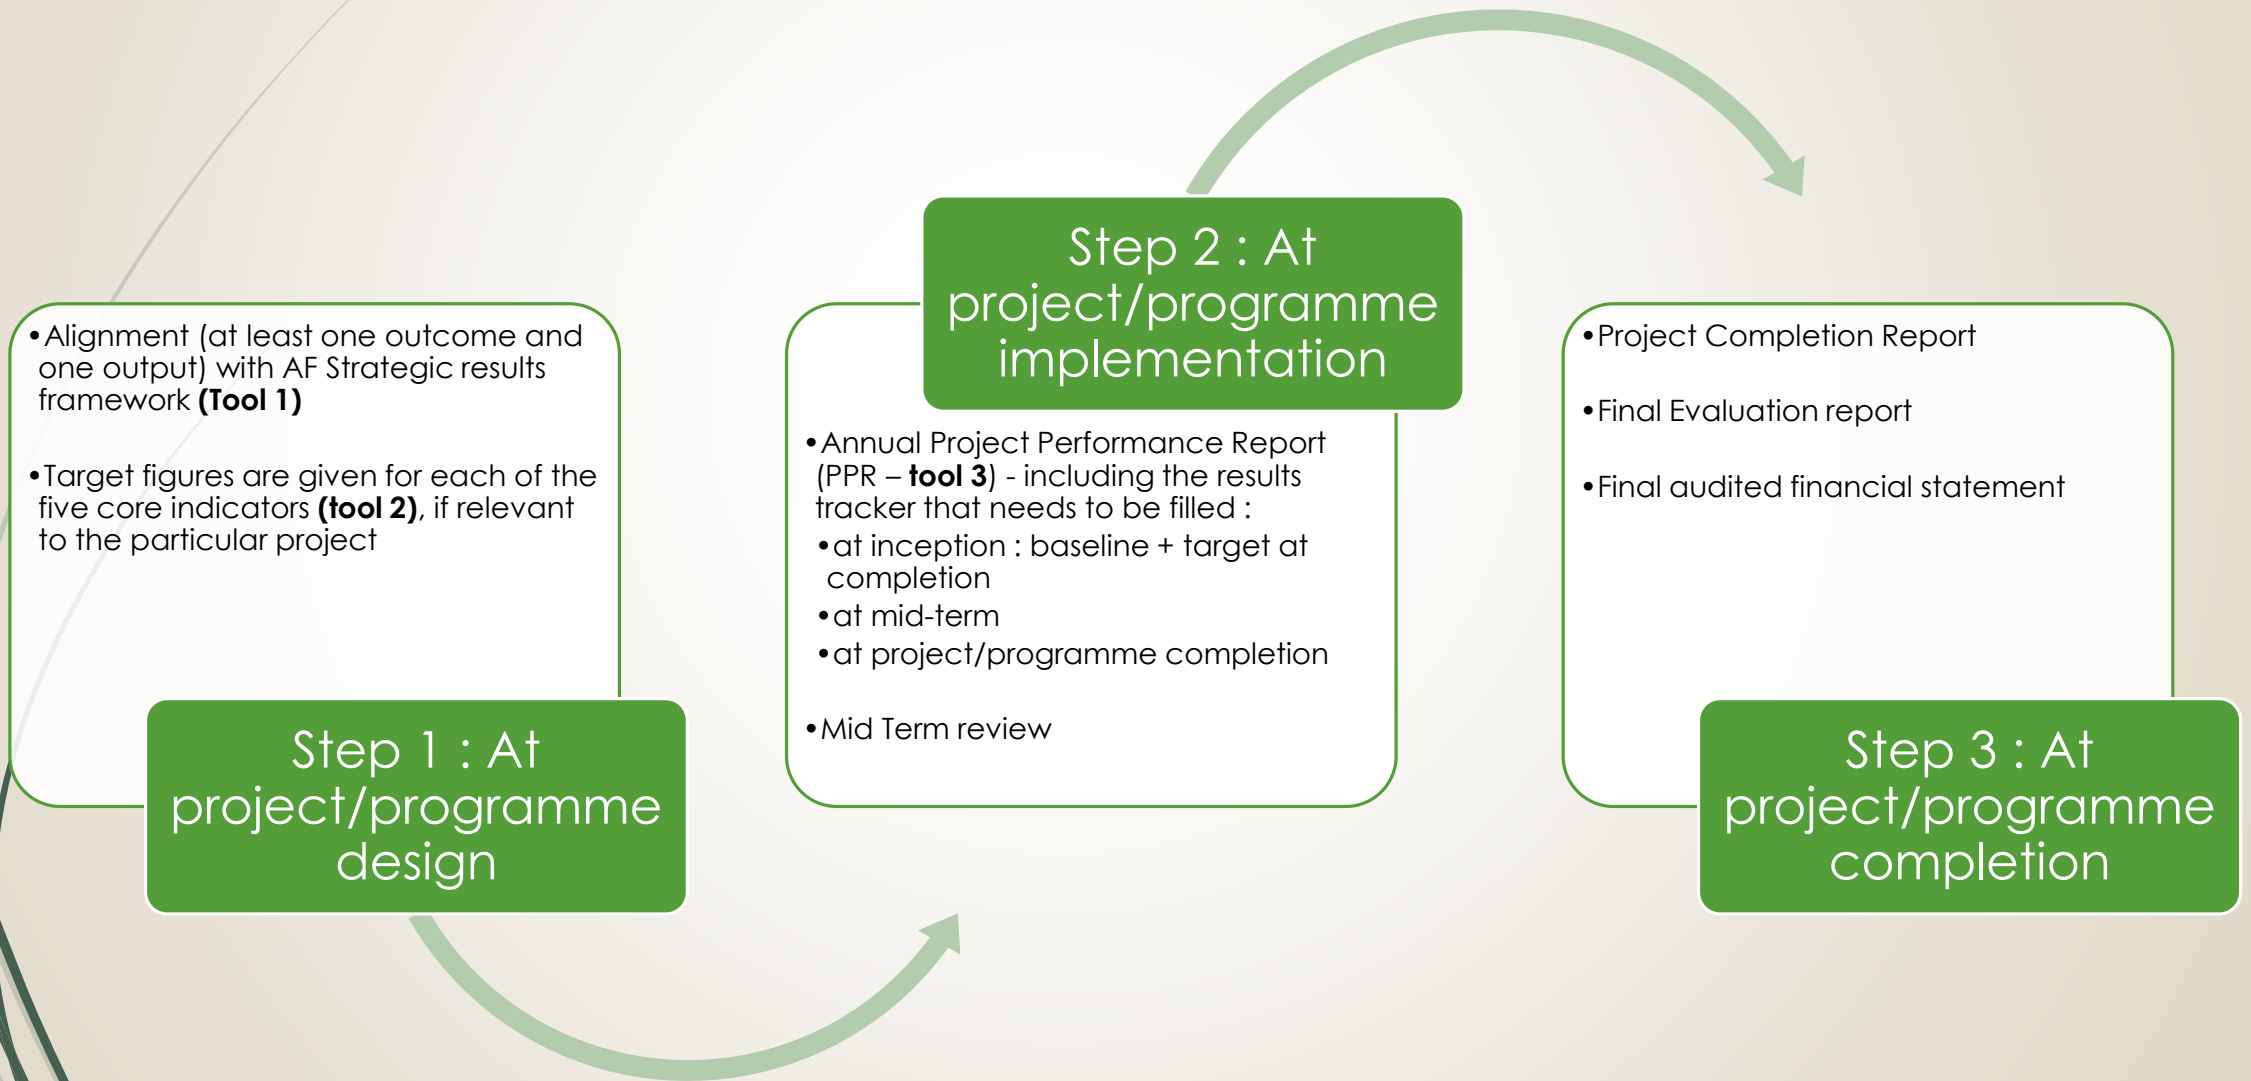 •Alignment (at least one outcome and
one output) with AF Strategic results
framework (Tool 1)
•Target figures are given for each of the
five core indicators (tool 2), if relevant
to the particular project
Step 1 : At
project/programme
design
Step 2 : At
project/programme
implementation
•Annual Project Performance Report
(PPR – tool 3) - including the results
tracker that needs to be filled :
•at inception : baseline + target at
completion
•at mid-term
•at project/programme completion
•Mid Term review
•Project Completion Report
•Final Evaluation report
•Final audited financial statement
Step 3 : At
project/programme
completion